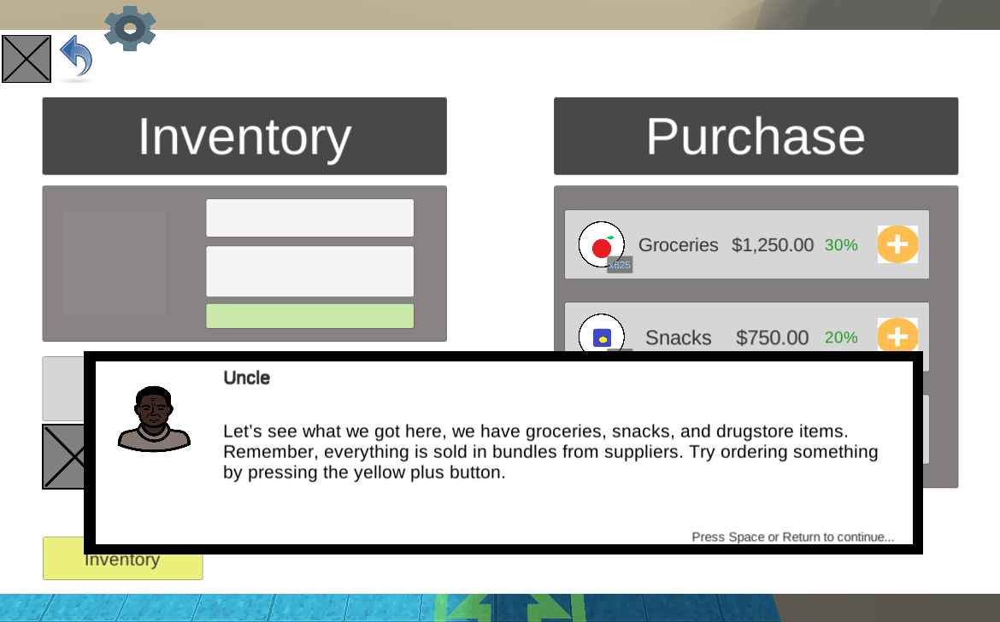 Inventory
Purchase
Groceries $1,250.00 30%
x625
Snacks $750.00 20%
Uncle
Let's see what we got here, we have groceries, snacks, and drugstore items.
Remember, everything is sold in bundles from suppliers. Try ordering something
by pressing the yellow plus button.
Press Space or Return to continue...
Inventory